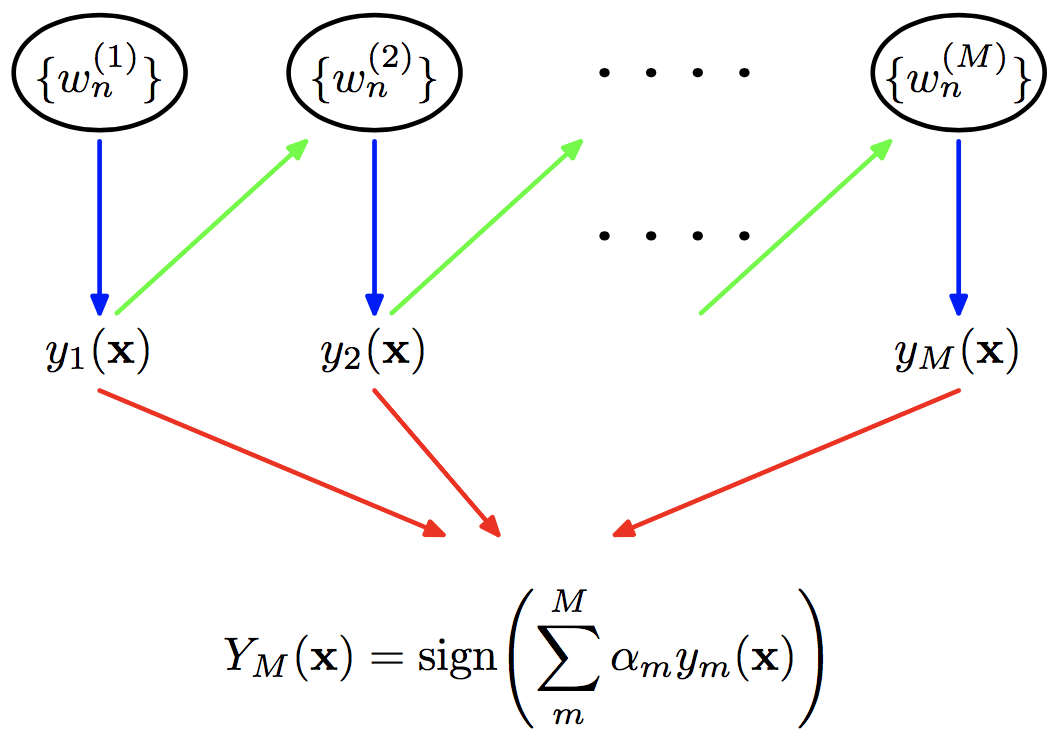 {w_n^{(1)}} {w_n^{(2)}} . . . . {w_n^{(M)}}
. . . .
y_1(𝐱) y_2(𝐱) y_M(𝐱)
Y_M(𝐱) = sign(∑_m^M α_m y_m(𝐱))